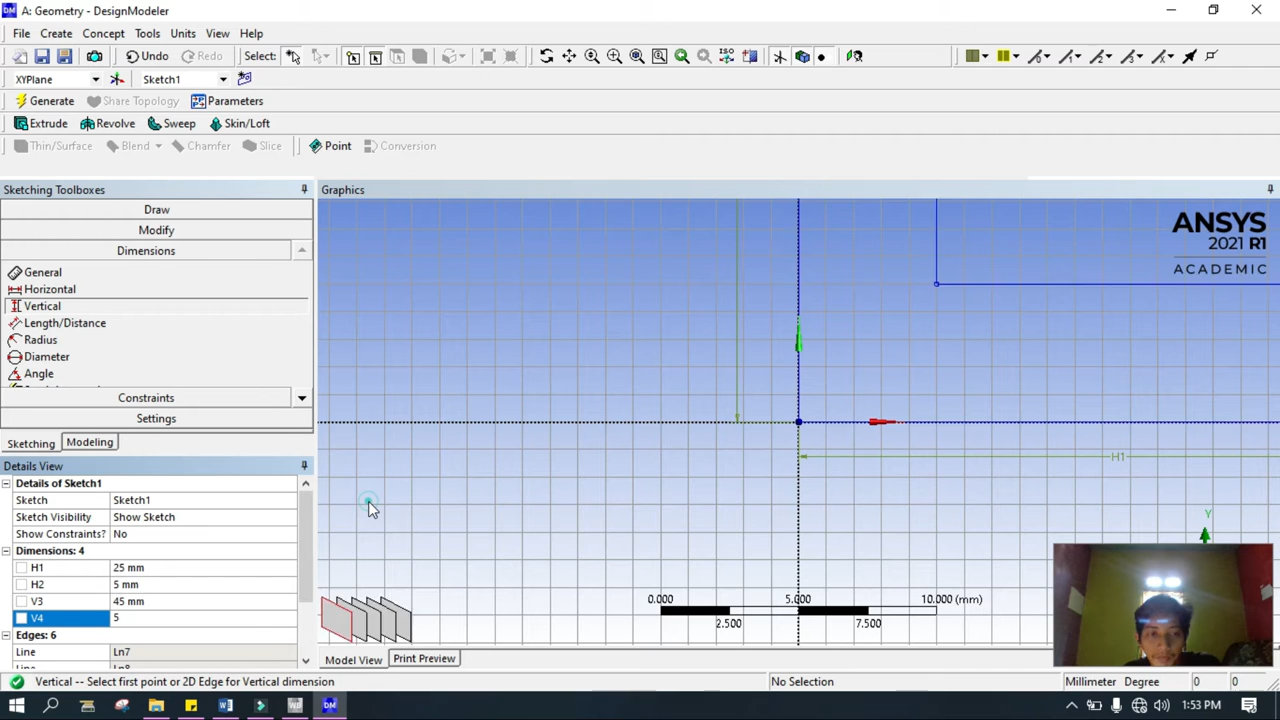 A: Geometry - DesignModeler
File Create Concept Tools Units View Help
Undo Redo Select:
XYPlane Sketch1
Generate Share Topology Parameters
Extrude Revolve Sweep Skin/Loft
Thin/Surface Blend Chamfer Slice Point Conversion
Sketching Toolboxes
Graphics
Draw
Modify
Dimensions
General
Horizontal
Vertical
Length/Distance
Radius
Diameter
Angle
Constraints
Settings
Sketching Modeling
ANSYS
2021 R1
ACADEMIC
H1
Y
0.000 5.000 10.000 (mm)
2.500 7.500
Details View
Details of Sketch1
Sketch Sketch1
Sketch Visibility Show Sketch
Show Constraints? No
Dimensions: 4
H1 25 mm
H2 5 mm
V3 45 mm
V4 5
Edges: 6
Line Ln7
Model View Print Preview
Vertical -- Select first point or 2D Edge for Vertical dimension
No Selection
Millimeter Degree 0 0
1:53 PM